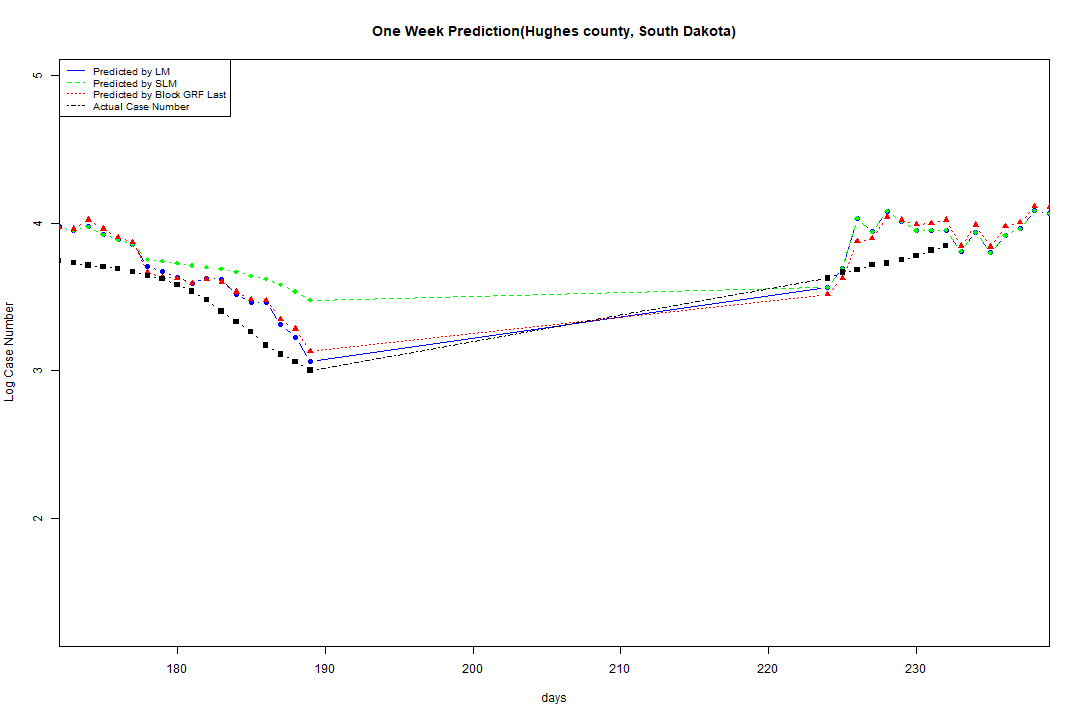 One Week Prediction(Hughes county, South Dakota)
Predicted by LM
Predicted by SLM
Predicted by Block GRF Last
Actual Case Number
5
4
3
2
Log Case Number
180 190 200 210 220 230
days